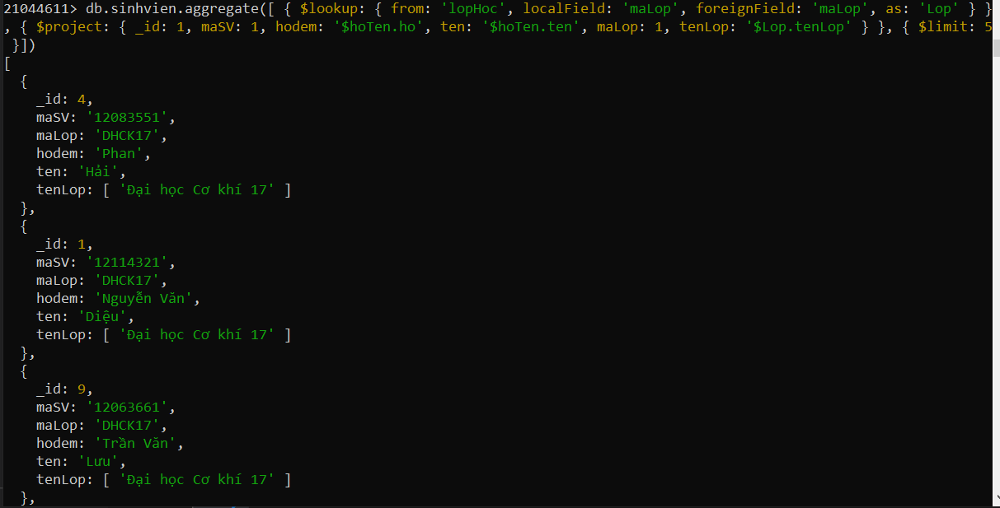 21044611> db.sinhvien.aggregate([ { $lookup: { from: 'lopHoc', localField: 'maLop', foreignField: 'maLop', as: 'Lop' } }
, { $project: { _id: 1, maSV: 1, hodem: '$hoTen.ho', ten: '$hoTen.ten', maLop: 1, tenLop: '$Lop.tenLop' } }, { $limit: 5
 }])
[
  {
    _id: 4,
    maSV: '12083551',
    maLop: 'DHCK17',
    hodem: 'Phan',
    ten: 'Hải',
    tenLop: [ 'Đại học Cơ khí 17' ]
  },
  {
    _id: 1,
    maSV: '12114321',
    maLop: 'DHCK17',
    hodem: 'Nguyễn Văn',
    ten: 'Diệu',
    tenLop: [ 'Đại học Cơ khí 17' ]
  },
  {
    _id: 9,
    maSV: '12063661',
    maLop: 'DHCK17',
    hodem: 'Trần Văn',
    ten: 'Lưu',
    tenLop: [ 'Đại học Cơ khí 17' ]
  },